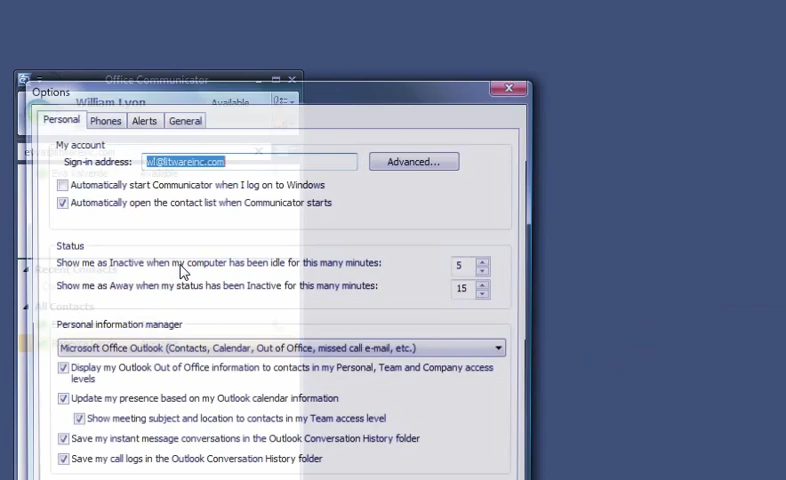 Office Communicator
Options
William Lyon
Available
Personal
Phones
Alerts
General
My account
Sign-in address:
@litwareinc.com
Advanced...
Automatically start Communicator when I log on to Windows
Automatically open the contact list when Communicator starts
Status
Show me as Inactive when my computer has been idle for this many minutes:
5
Recent Contacts
Show me as Away when my status has been Inactive for this many minutes:
15
All Contacts
Personal information manager
Microsoft Office Outlook (Contacts, Calendar, Out of Office, missed call e-mail, etc.)
Display my Outlook Out of Office information to contacts in my Personal, Team and Company access
levels
Update my presence based on my Outlook calendar information
Show meeting subject and location to contacts in my Team access level
Save my instant message conversations in the Outlook Conversation History folder
Save my call logs in the Outlook Conversation History folder